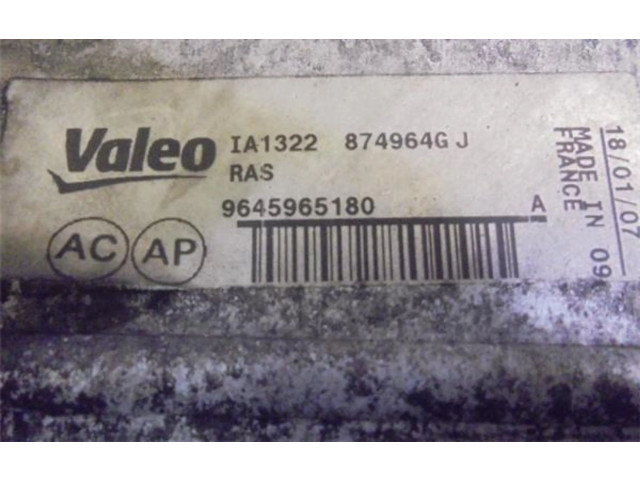 Valeo IA1322 874964G J
RAS
9645965180 A
AC AP
18/01/07 09
MADE IN
FRANCE